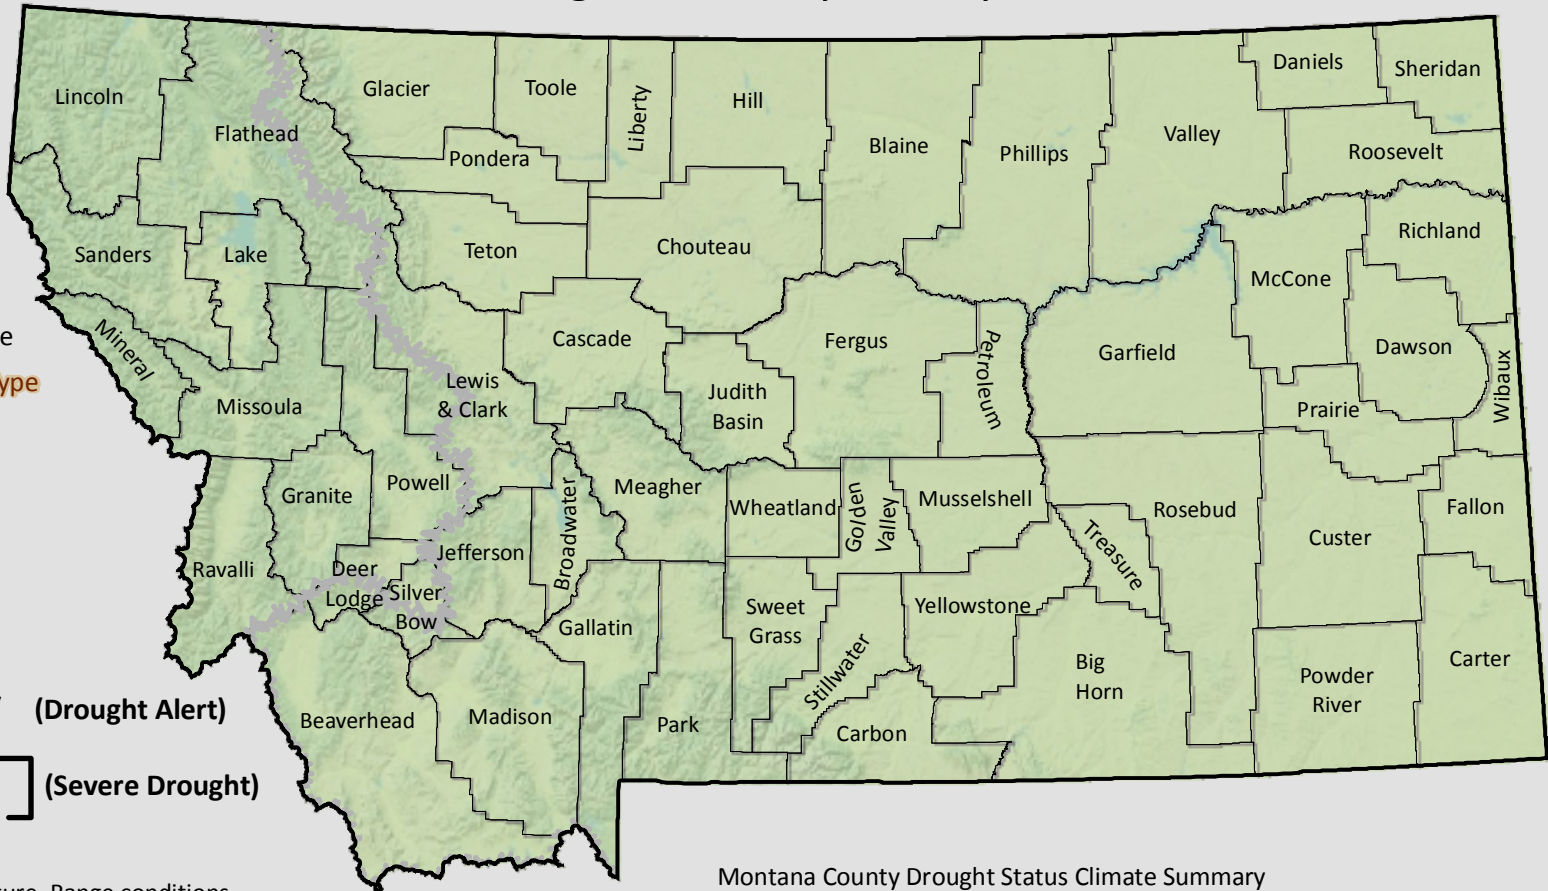 Lincoln
Flathead
Glacier
Toole
Liberty
Hill
Blaine
Phillips
Valley
Daniels
Sheridan
Roosevelt
Pondera
Sanders
Lake
Teton
Chouteau
McCone
Richland
Mineral
Missoula
Lewis
& Clark
Cascade
Judith
Basin
Fergus
Petroleum
Garfield
Dawson
Prairie
Wibaux
Granite
Powell
Meagher
Broadwater
Wheatland
Golden
Valley
Musselshell
Treasure
Rosebud
Custer
Fallon
Ravalli
Deer
Lodge
Silver
Bow
Jefferson
Gallatin
Sweet
Grass
Stillwater
Yellowstone
Big
Horn
Powder
River
Carter
Beaverhead
Madison
Park
Carbon
(Drought Alert)
(Severe Drought)
Range conditions
Montana County Drought Status Climate Summary